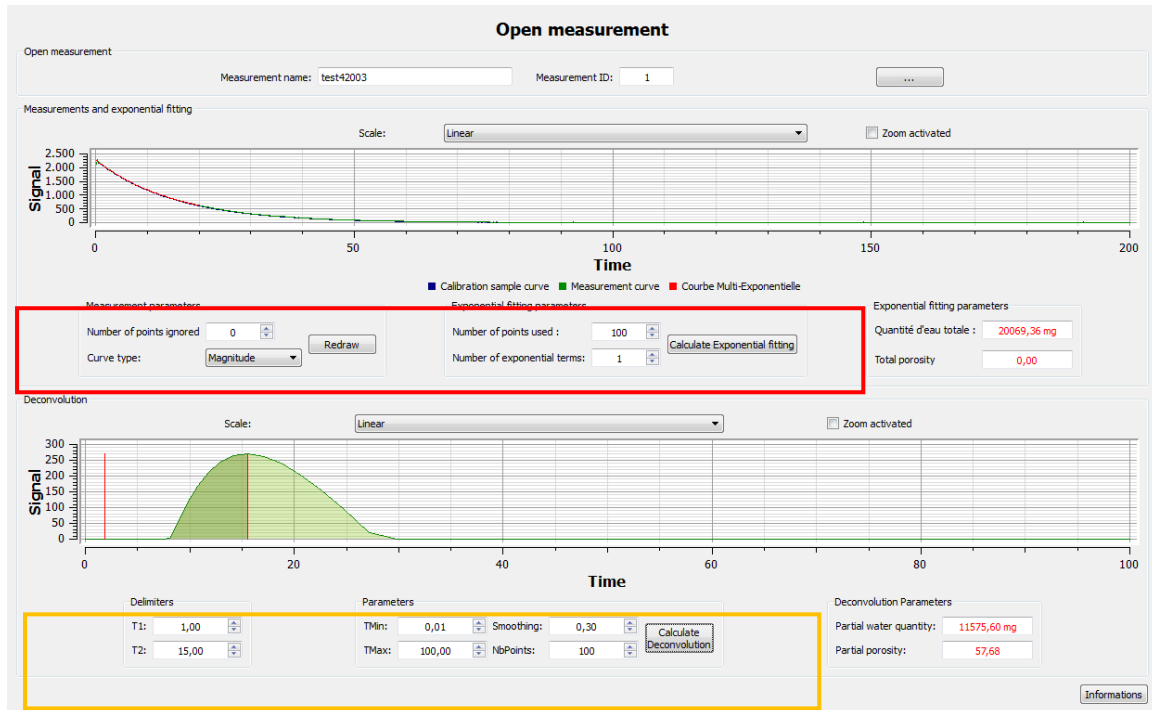 Open measurement
Open measurement
Measurement name: test42003 Measurement ID: 1 ...
Measurements and exponential fitting
Scale: Linear Zoom activated
2.500
2.000
1.500
1.000
500
0
Signal
0 50 100 150 200
Time
Calibration sample curve Measurement curve Courbe Multi-Exponentielle
Measurement parameters Exponential fitting parameters Exponential fitting parameters
Number of points ignored 0 Redraw Number of points used : 100 Calculate Exponential fitting Quantité d'eau totale : 20069,36 mg
Curve type: Magnitude Number of exponential terms: 1 Total porosity 0,00
Deconvolution
Scale: Linear Zoom activated
300
250
200
150
100
50
0
Signal
0 20 40 60 80 100
Time
Delimiters Parameters Deconvolution Parameters
T1: 1,00 TMin: 0,01 Smoothing: 0,30 Calculate Partial water quantity: 11575,60 mg
T2: 15,00 TMax: 100,00 NbPoints: 100 Deconvolution Partial porosity: 57,68
Informations